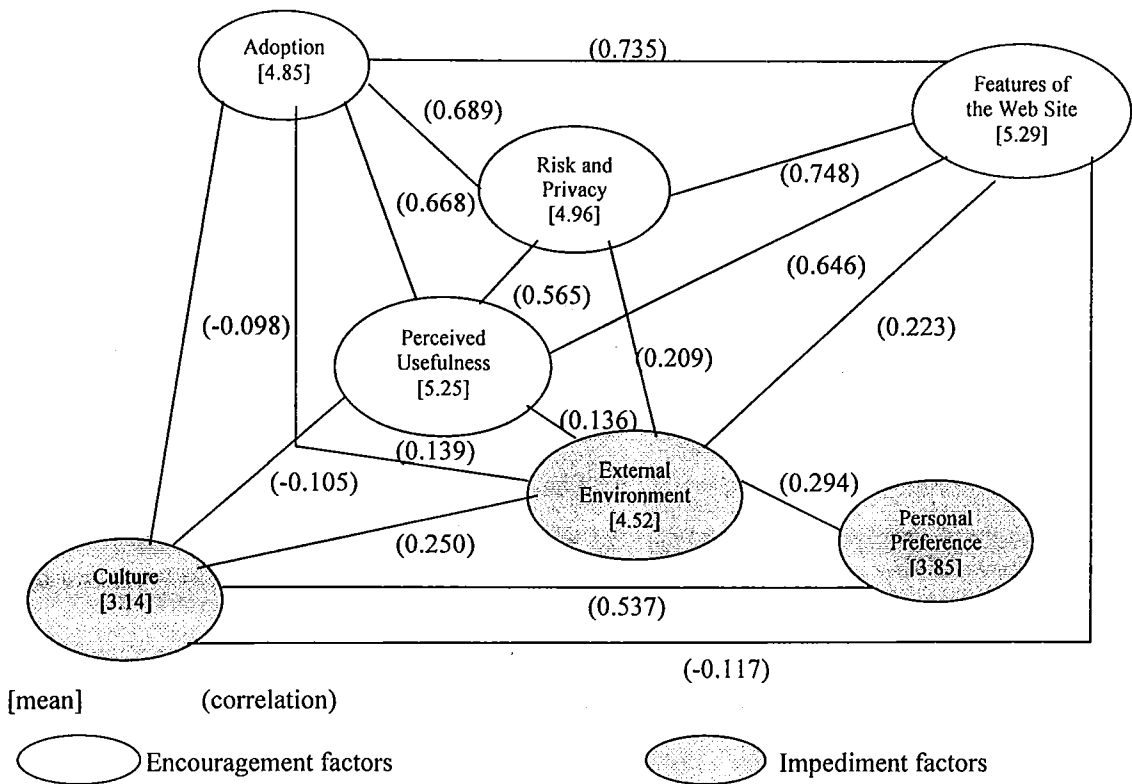 Adoption
[4.85]
(0.735)
Features of
the Web Site
[5.29]
(0.689)
Risk and
Privacy
[4.96]
(0.748)
(0.668)
(0.646)
(0.565)
(-0.098)
Perceived
Usefulness
[5.25]
(0.223)
(0.209)
(0.136)
(0.139)
(-0.105)
External
Environment
[4.52]
(0.294)
Personal
Preference
[3.85]
(0.250)
Culture
[3.14]
(0.537)
(-0.117)
[mean] (correlation)
Encouragement factors Impediment factors